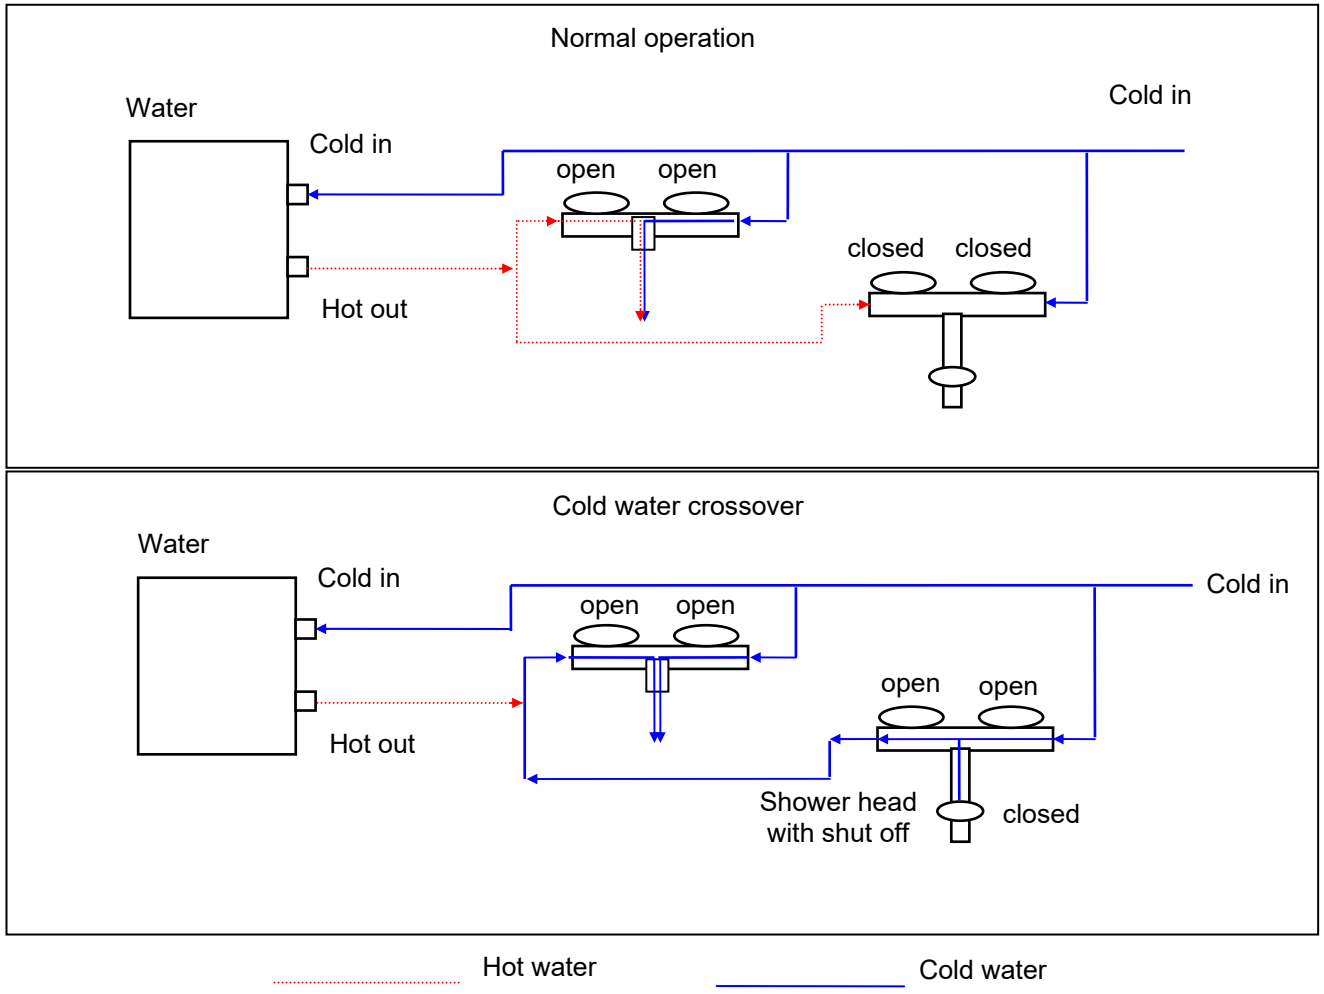 Normal operation
Cold in
Water
Cold in
open open
closed closed
Hot out
Cold water crossover
Water
Cold in
Cold in
open open
open open
Hot out
Shower head
with shut off
closed
Hot water
Cold water